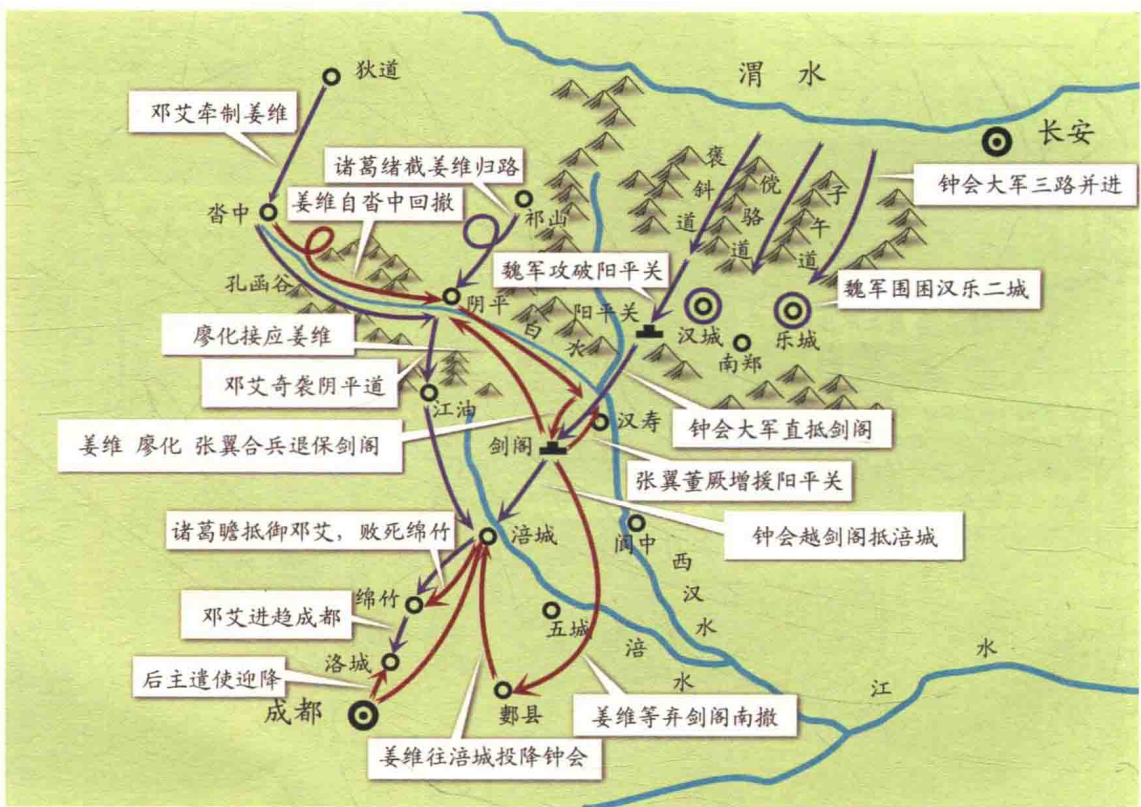 狄道
渭水
长安
邓艾牵制姜维
诸葛绪截姜维归路
褒斜道
傥骆道
子午道
钟会大军三路并进
沓中
姜维自沓中回撤
祁山
魏军攻破阳平关
孔函谷
阴平
白水
阳平关
汉城
乐城
南郑
魏军围困汉乐二城
廖化接应姜维
邓艾奇袭阴平道
江油
汉寿
钟会大军直抵剑阁
姜维 廖化 张翼合兵退保剑阁
剑阁
张翼董厥增援阳平关
诸葛瞻抵御邓艾，败死绵竹
涪城
阆中
钟会越剑阁抵涪城
西汉水
绵竹
五城
涪水
邓艾进趋成都
洛城
江水
后主遣使迎降
成都
郪县
姜维等弃剑阁南撤
姜维往涪城投降钟会